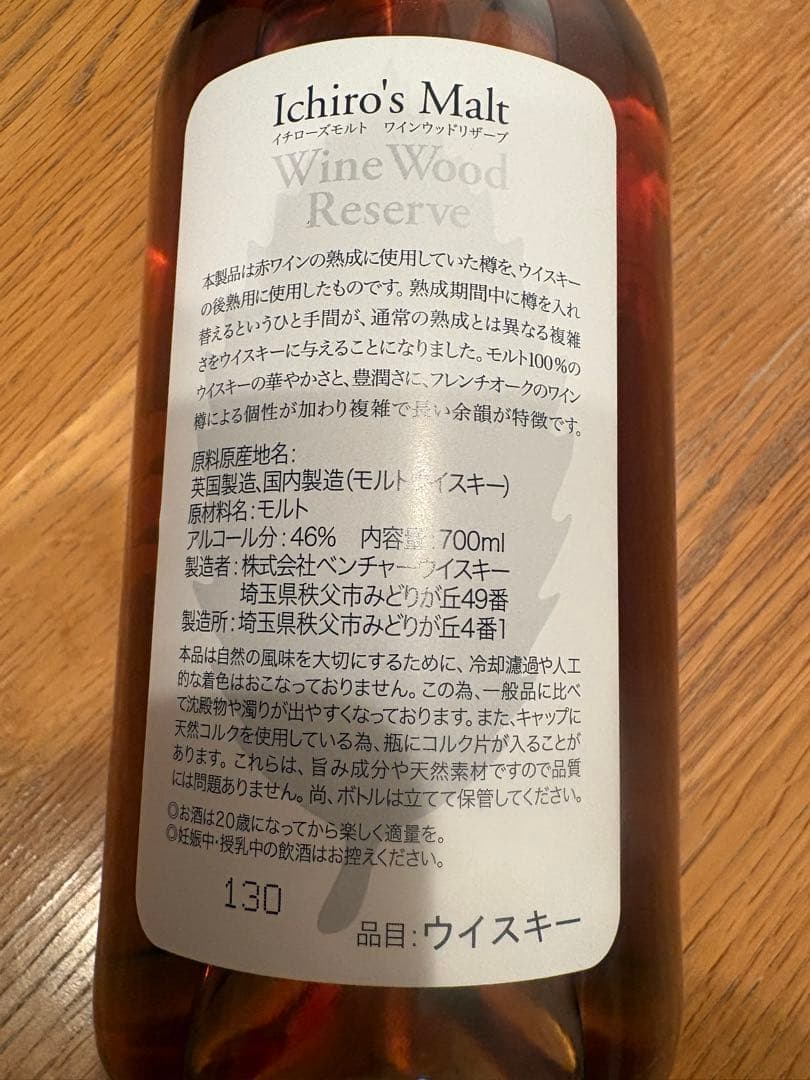 Ichiro's Malt
イチローズモルト　ワインウッドリザーブ
Wine Wood
Reserve
本製品は赤ワインの熟成に使用していた樽を、ウイスキー
の後熟用に使用したものです。熟成期間中に樽を入れ
替えるというひと手間が、通常の熟成とは異なる複雑
さをウイスキーに与えることになりました。モルト100%の
ウイスキーの華やかさと、豊潤さに、フレンチオークのワイン
樽による個性が加わり複雑で長い余韻が特徴です。
原料原産地名：
英国製造、国内製造（モルトウイスキー）
原材料名：モルト
アルコール分：46%　内容量：700ml
製造者：株式会社ベンチャーウイスキー
埼玉県秩父市みどりが丘49番
製造所：埼玉県秩父市みどりが丘4番1
本品は自然の風味を大切にするために、冷却濾過や人工
的な着色はおこなっておりません。この為、一般品に比べ
て沈殿物や濁りが出やすくなっております。また、キャップに
天然コルクを使用している為、瓶にコルク片が入ることが
あります。これらは、旨み成分や天然素材ですので品質
には問題ありません。尚、ボトルは立てて保管してください。
◎お酒は20歳になってから楽しく適量を。
◎妊娠中・授乳中の飲酒はお控えください。
130
品目：ウイスキー